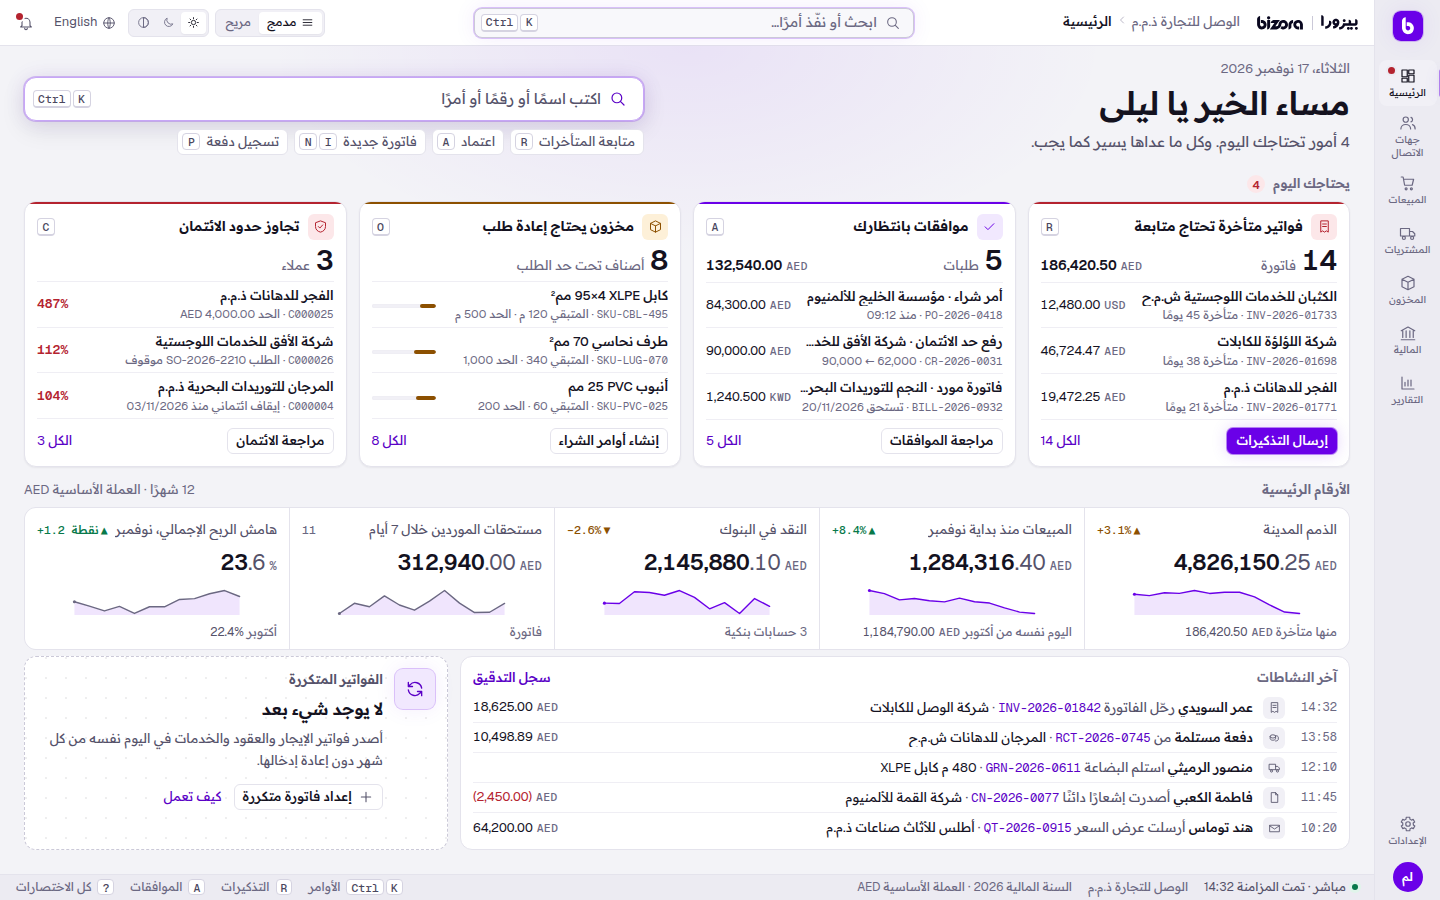 بيزورا | bizora
الوصل للتجارة ذ.م.م › الرئيسية
ابحث أو نفّذ أمرًا...
Ctrl K
مدمج
مريح
English
الرئيسية
جهات الاتصال
المبيعات
المشتريات
المخزون
المالية
التقارير
الإعدادات
لم
الثلاثاء، 17 نوفمبر 2026
مساء الخير يا ليلى
4 أمور تحتاجك اليوم. وكل ما عداها يسير كما يجب.
اكتب اسمًا أو رقمًا أو أمرًا
Ctrl K
متابعة المتأخرات R
اعتماد A
فاتورة جديدة I N
تسجيل دفعة P
يحتاجك اليوم 4
فواتير متأخرة تحتاج متابعة R
14 فاتورة
186,420.50 AED
الكثبان للخدمات اللوجستية ش.م.ح
INV-2026-01733 · متأخرة 45 يومًا
12,480.00 USD
شركة اللؤلؤة للكابلات
INV-2026-01698 · متأخرة 38 يومًا
46,724.47 AED
الفجر للدهانات ذ.م.م
INV-2026-01771 · متأخرة 21 يومًا
19,472.25 AED
إرسال التذكيرات
الكل 14
موافقات بانتظارك A
5 طلبات
132,540.00 AED
أمر شراء · مؤسسة الخليج للألمنيوم
PO-2026-0418 · منذ 09:12
84,300.00 AED
رفع حد الائتمان · شركة الأفق للخد...
CR-2026-0031 · 62,000 ← 90,000
90,000.00 AED
فاتورة مورد · النجم للتوريدات البحر...
BILL-2026-0932 · تستحق 20/11/2026
1,240.500 KWD
مراجعة الموافقات
الكل 5
مخزون يحتاج إعادة طلب O
8 أصناف تحت حد الطلب
كابل XLPE 4×95 مم²
SKU-CBL-495 · المتبقي 120 م · الحد 500 م
طرف نحاسي 70 مم²
SKU-LUG-070 · المتبقي 340 · الحد 1,000
أنبوب PVC 25 مم
SKU-PVC-025 · المتبقي 60 · الحد 200
إنشاء أوامر الشراء
الكل 8
تجاوز حدود الائتمان C
3 عملاء
الفجر للدهانات ذ.م.م
C000025 · الحد AED 4,000.00
487%
شركة الأفق للخدمات اللوجستية
C000026 · الطلب SO-2026-2210 موقوف
112%
المرجان للتوريدات البحرية ذ.م.م
C000004 · إيقاف ائتماني منذ 03/11/2026
104%
مراجعة الائتمان
الكل 3
الأرقام الرئيسية
12 شهرًا · العملة الأساسية AED
الذمم المدينة
▲+3.1%
4,826,150.25 AED
منها متأخرة 186,420.50 AED
المبيعات منذ بداية نوفمبر
▲+8.4%
1,284,316.40 AED
اليوم نفسه من أكتوبر 1,184,790.00 AED
النقد في البنوك
▼−2.6%
2,145,880.10 AED
3 حسابات بنكية
مستحقات الموردين خلال 7 أيام
11
312,940.00 AED
فاتورة
هامش الربح الإجمالي، نوفمبر
▲ +1.2 نقطة
23.6 %
أكتوبر 22.4%
آخر النشاطات
سجل التدقيق
14:32 عمر السويدي رحّل الفاتورة INV-2026-01842 · شركة الوصل للكابلات 18,625.00 AED
13:58 دفعة مستلمة من RCT-2026-0745 · المرجان للدهانات ش.م.ح 10,498.89 AED
12:10 منصور الرميثي استلم البضاعة GRN-2026-0611 · 480 م كابل XLPE
11:45 فاطمة الكعبي أصدرت إشعارًا دائنًا CN-2026-0077 · شركة القمة للألمنيوم (2,450.00) AED
10:20 هند توماس أرسلت عرض السعر QT-2026-0915 · أطلس للأثاث صناعات ذ.م.م 64,200.00 AED
الفواتير المتكررة
لا يوجد شيء بعد
أصدر فواتير الإيجار والعقود والخدمات في اليوم نفسه من كل
شهر دون إعادة إدخالها.
إعداد فاتورة متكررة
كيف تعمل
مباشر · تمت المزامنة 14:32
الوصل للتجارة ذ.م.م
السنة المالية 2026 · العملة الأساسية AED
Ctrl K الأوامر
R التذكيرات
A الموافقات
? كل الاختصارات